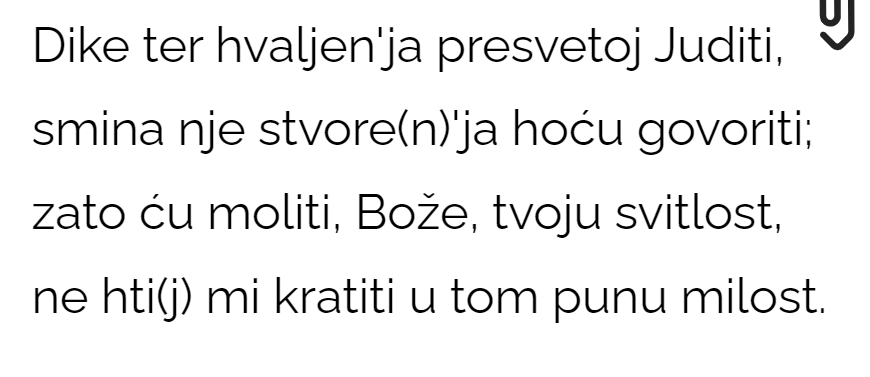 Dike ter hvaljen'ja presvetoj Juditi,
smina nje stvore(n)'ja hoću govoriti;
zato ću moliti, Bože, tvoju svitlost,
ne hti(j) mi kratiti u tom punu milost.